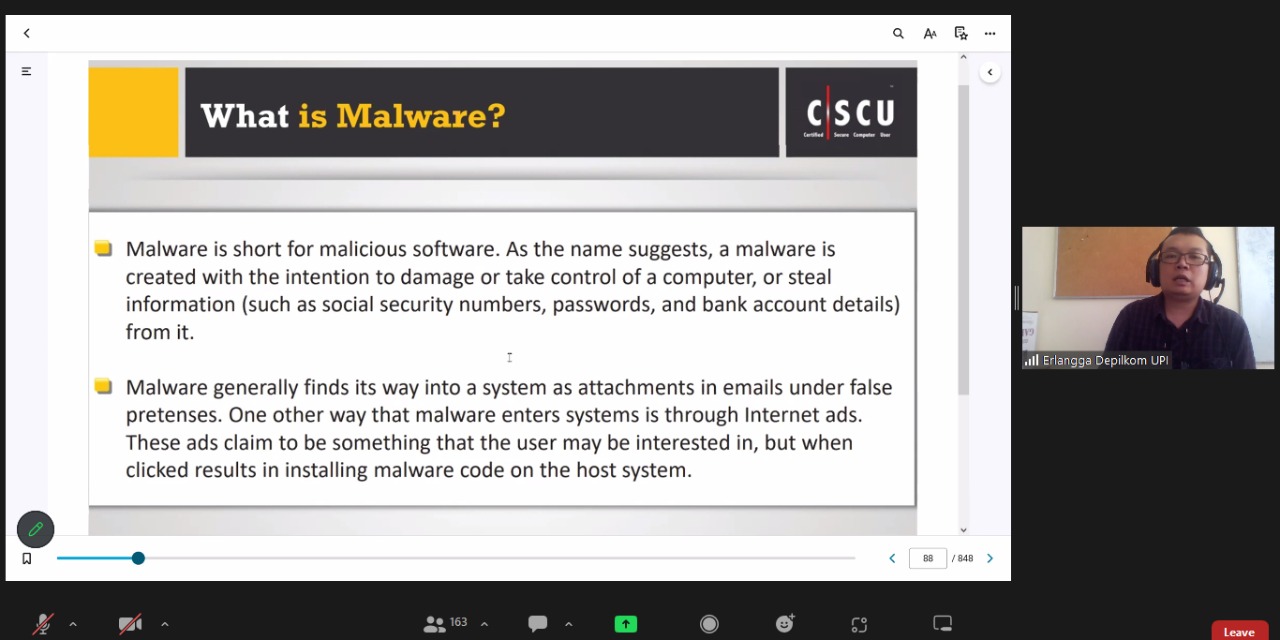 What is Malware?
CSCU
Certified Secure Computer User
Malware is short for malicious software. As the name suggests, a malware is
created with the intention to damage or take control of a computer, or steal
information (such as social security numbers, passwords, and bank account details)
from it.
Malware generally finds its way into a system as attachments in emails under false
pretenses. One other way that malware enters systems is through Internet ads.
These ads claim to be something that the user may be interested in, but when
clicked results in installing malware code on the host system.
88 / 848
Erlangga Depilkom UPI
163
Leave